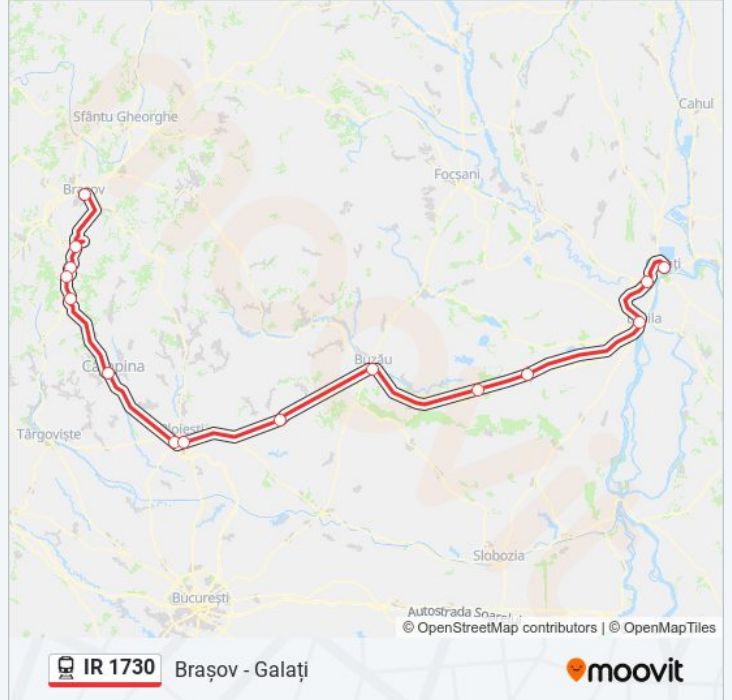 Cahul
Sfântu Gheorghe
Focșani
Brașov
Buzău
Câmpina
Ploiești
Târgoviște
Slobozia
București
Autostrada Soarelui
© OpenStreetMap contributors | © OpenMapTiles
IR 1730
Brașov - Galați
moovit